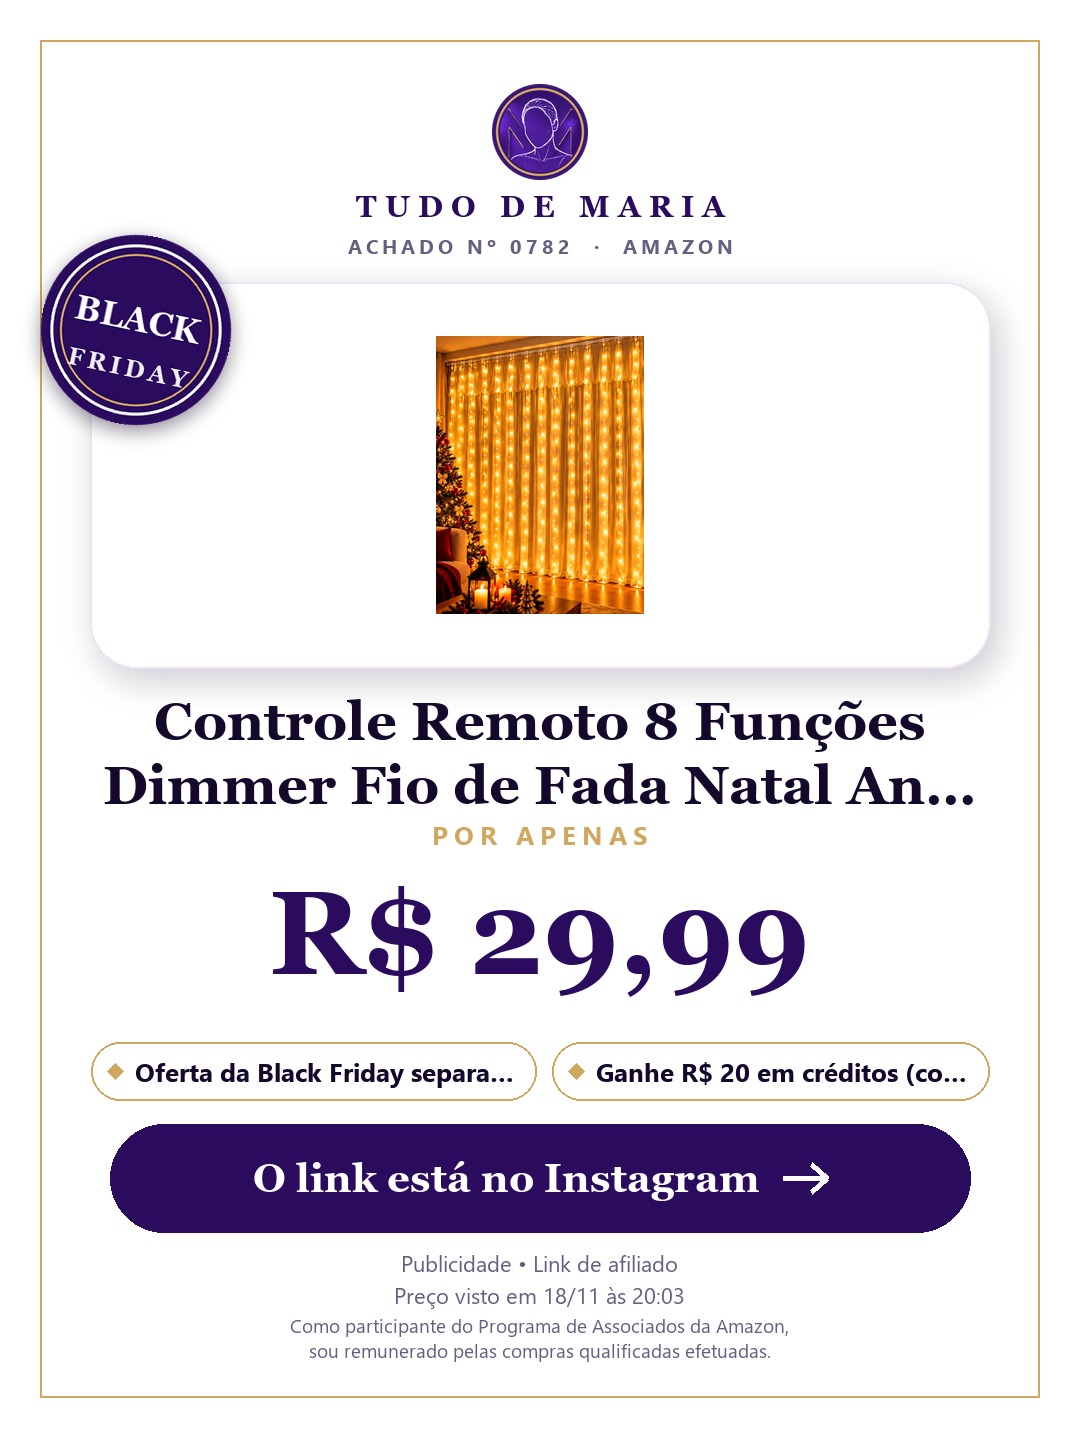 TUDO DE MARIA
ACHADO Nº 0782 · AMAZON
BLACK
FRIDAY
Controle Remoto 8 Funções
Dimmer Fio de Fada Natal An...
POR APENAS
R$ 29,99
Oferta da Black Friday separa...
Ganhe R$ 20 em créditos (co...
O link está no Instagram →
Publicidade • Link de afiliado
Preço visto em 18/11 às 20:03
Como participante do Programa de Associados da Amazon,
sou remunerado pelas compras qualificadas efetuadas.